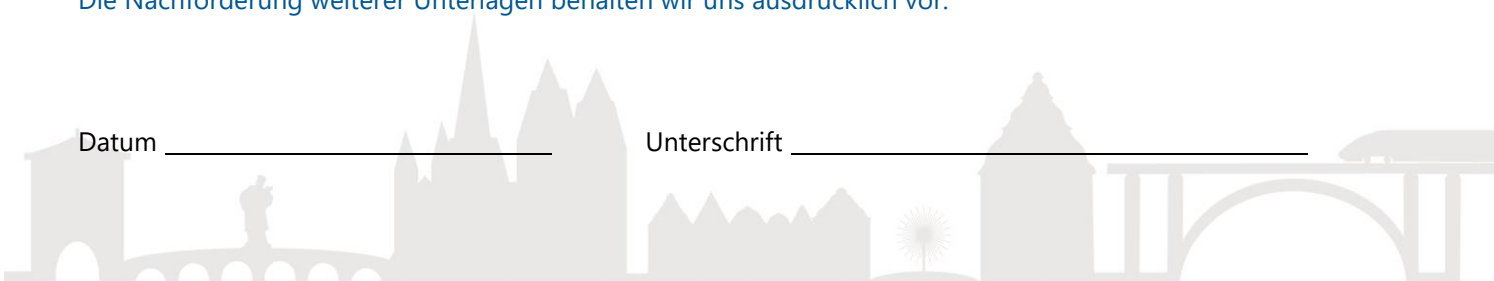 Die Nachforderung weiterer Unterlagen behalten wir uns ausdrücklich vor.
Datum Unterschrift